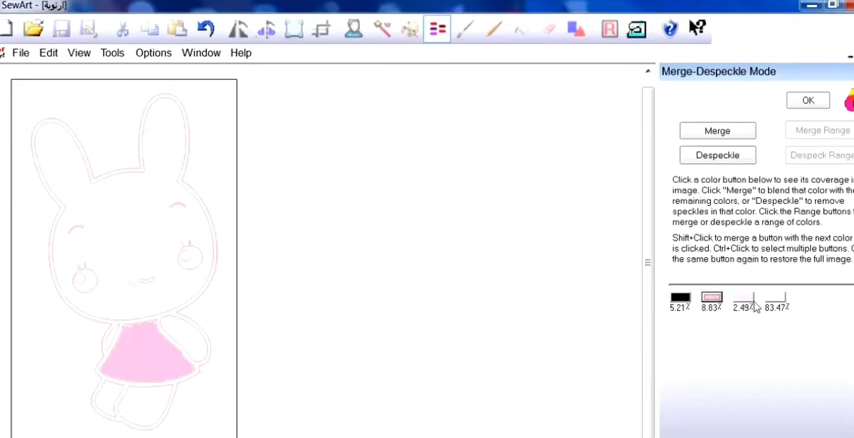 SewArt - [أرنوبة]
File Edit View Tools Options Window Help
Merge-Despeckle Mode
OK
Merge Merge Range
Despeckle Despeck Range
Click a color button below to see its coverage i
image. Click "Merge" to blend that color with the
remaining colors, or "Despeckle" to remove
speckles in that color. Click the Range buttons
merge or despeckle a range of colors.
Shift+Click to merge a button with the next color
is clicked. Ctrl+Click to select multiple buttons.
the same button again to restore the full image.
5.21% 8.83% 2.49% 83.47%